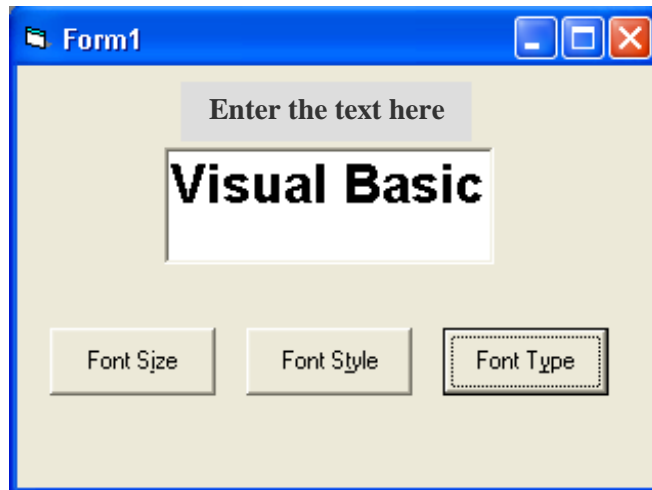 Form1
Enter the text here
Visual Basic
Font Size Font Style Font Type